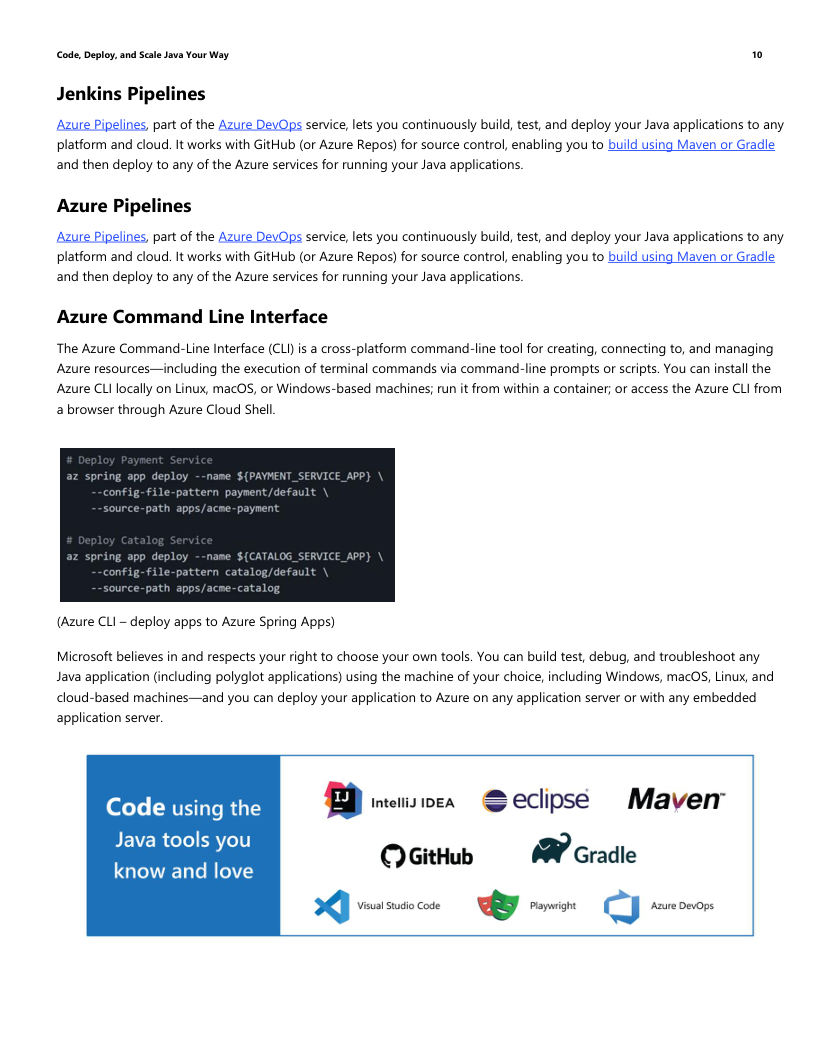 Code, Deploy, and Scale Java Your Way 10
Jenkins Pipelines
Azure Pipelines, part of the Azure DevOps service, lets you continuously build, test, and deploy your Java applications to any
platform and cloud. It works with GitHub (or Azure Repos) for source control, enabling you to build using Maven or Gradle
and then deploy to any of the Azure services for running your Java applications.
Azure Pipelines
Azure Pipelines, part of the Azure DevOps service, lets you continuously build, test, and deploy your Java applications to any
platform and cloud. It works with GitHub (or Azure Repos) for source control, enabling you to build using Maven or Gradle
and then deploy to any of the Azure services for running your Java applications.
Azure Command Line Interface
The Azure Command-Line Interface (CLI) is a cross-platform command-line tool for creating, connecting to, and managing
Azure resources—including the execution of terminal commands via command-line prompts or scripts. You can install the
Azure CLI locally on Linux, macOS, or Windows-based machines; run it from within a container; or access the Azure CLI from
a browser through Azure Cloud Shell.
# Deploy Payment Service
az spring app deploy --name ${PAYMENT_SERVICE_APP} \
    --config-file-pattern payment/default \
    --source-path apps/acme-payment
# Deploy Catalog Service
az spring app deploy --name ${CATALOG_SERVICE_APP} \
    --config-file-pattern catalog/default \
    --source-path apps/acme-catalog
(Azure CLI – deploy apps to Azure Spring Apps)
Microsoft believes in and respects your right to choose your own tools. You can build test, debug, and troubleshoot any
Java application (including polyglot applications) using the machine of your choice, including Windows, macOS, Linux, and
cloud-based machines—and you can deploy your application to Azure on any application server or with any embedded
application server.
Code using the
Java tools you
know and love
IJ IntelliJ IDEA eclipse® Maven™
GitHub Gradle
Visual Studio Code Playwright Azure DevOps